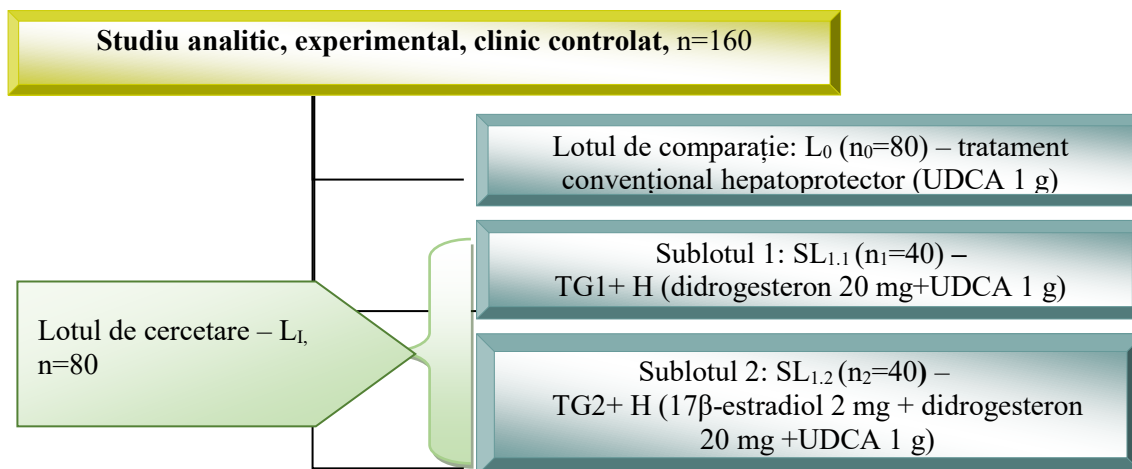 Studiu analitic, experimental, clinic controlat, n=160
Lotul de comparație: L₀ (n₀=80) – tratament
convențional hepatoprotector (UDCA 1 g)
Sublotul 1: SL₁.₁ (n₁=40) –
TG1+ H (didrogesteron 20 mg+UDCA 1 g)
Lotul de cercetare – L_I,
n=80
Sublotul 2: SL₁.₂ (n₂=40) –
TG2+ H (17β-estradiol 2 mg + didrogesteron
20 mg +UDCA 1 g)